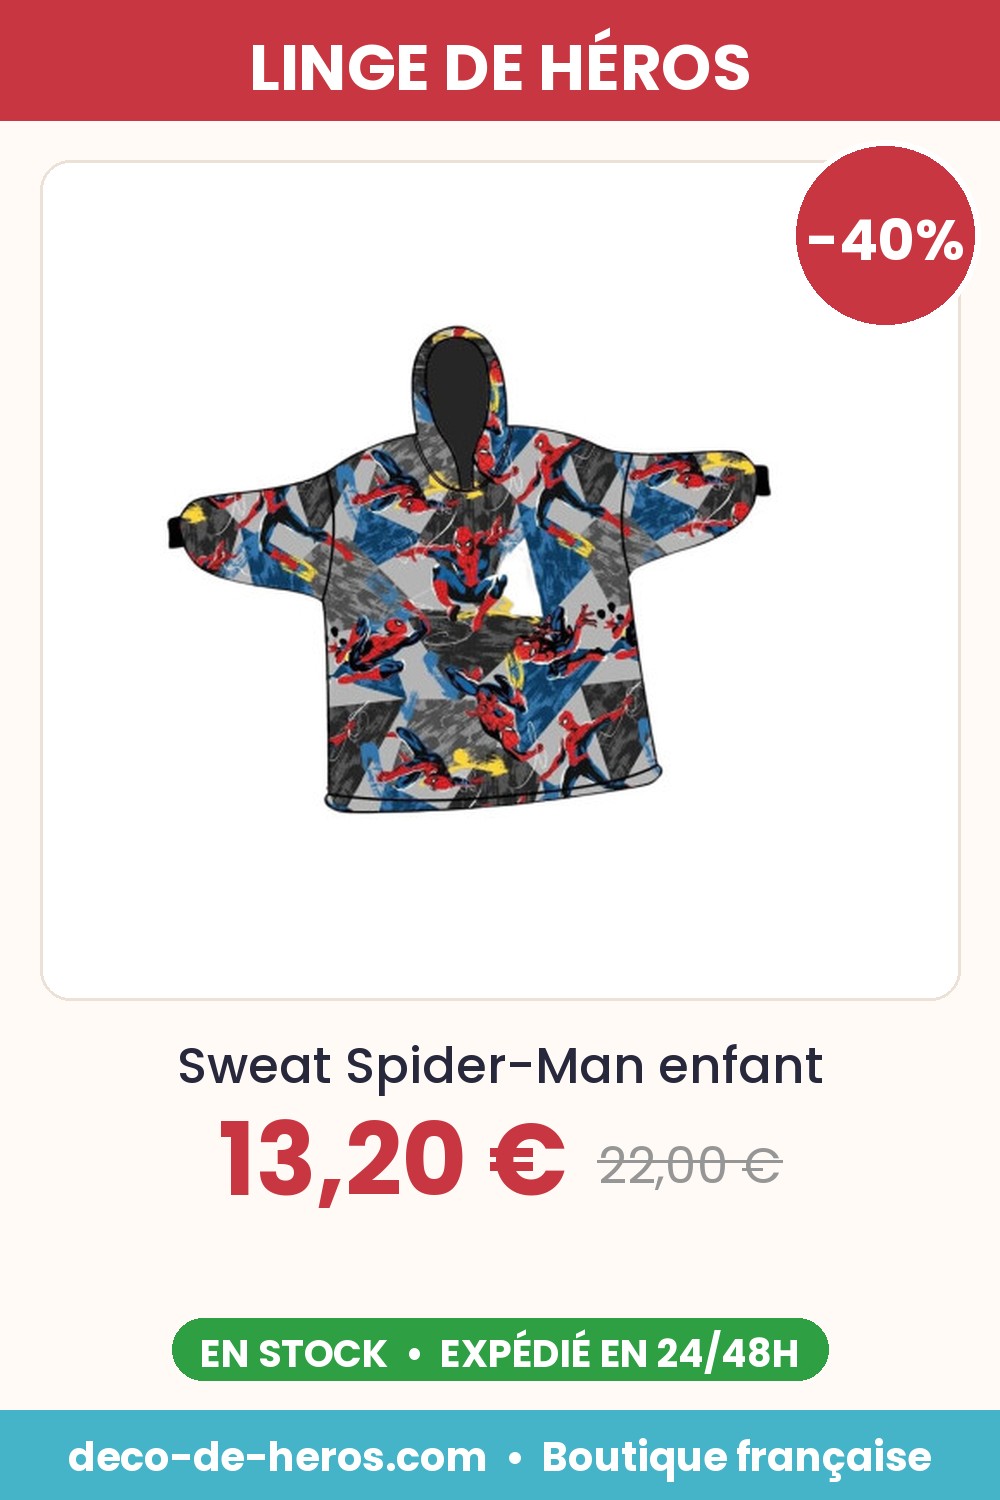 LINGE DE HÉROS
-40%
Sweat Spider-Man enfant
13,20 € 22,00 €
EN STOCK • EXPÉDIÉ EN 24/48H
deco-de-heros.com • Boutique française